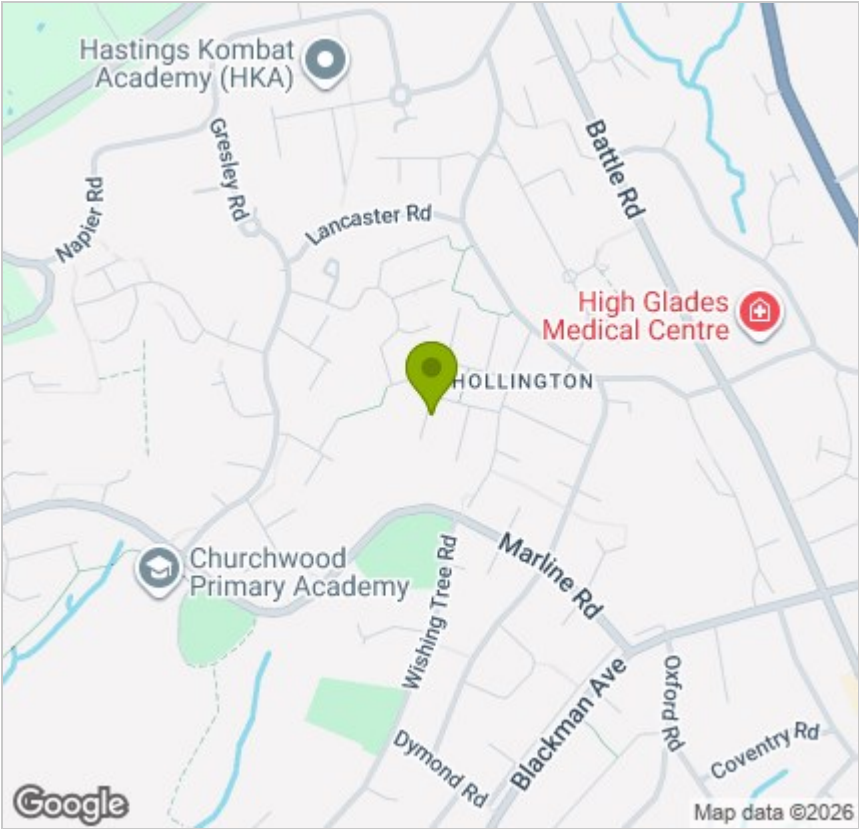 Hastings Kombat
Academy (HKA)
Battle Rd
Gresley Rd
Napier Rd
Lancaster Rd
High Glades
Medical Centre
HOLLINGTON
Marline Rd
Churchwood
Primary Academy
Wishing Tree Rd
Blackman Ave
Oxford Rd
Coventry Rd
Dymond Rd
Google
Map data ©2026